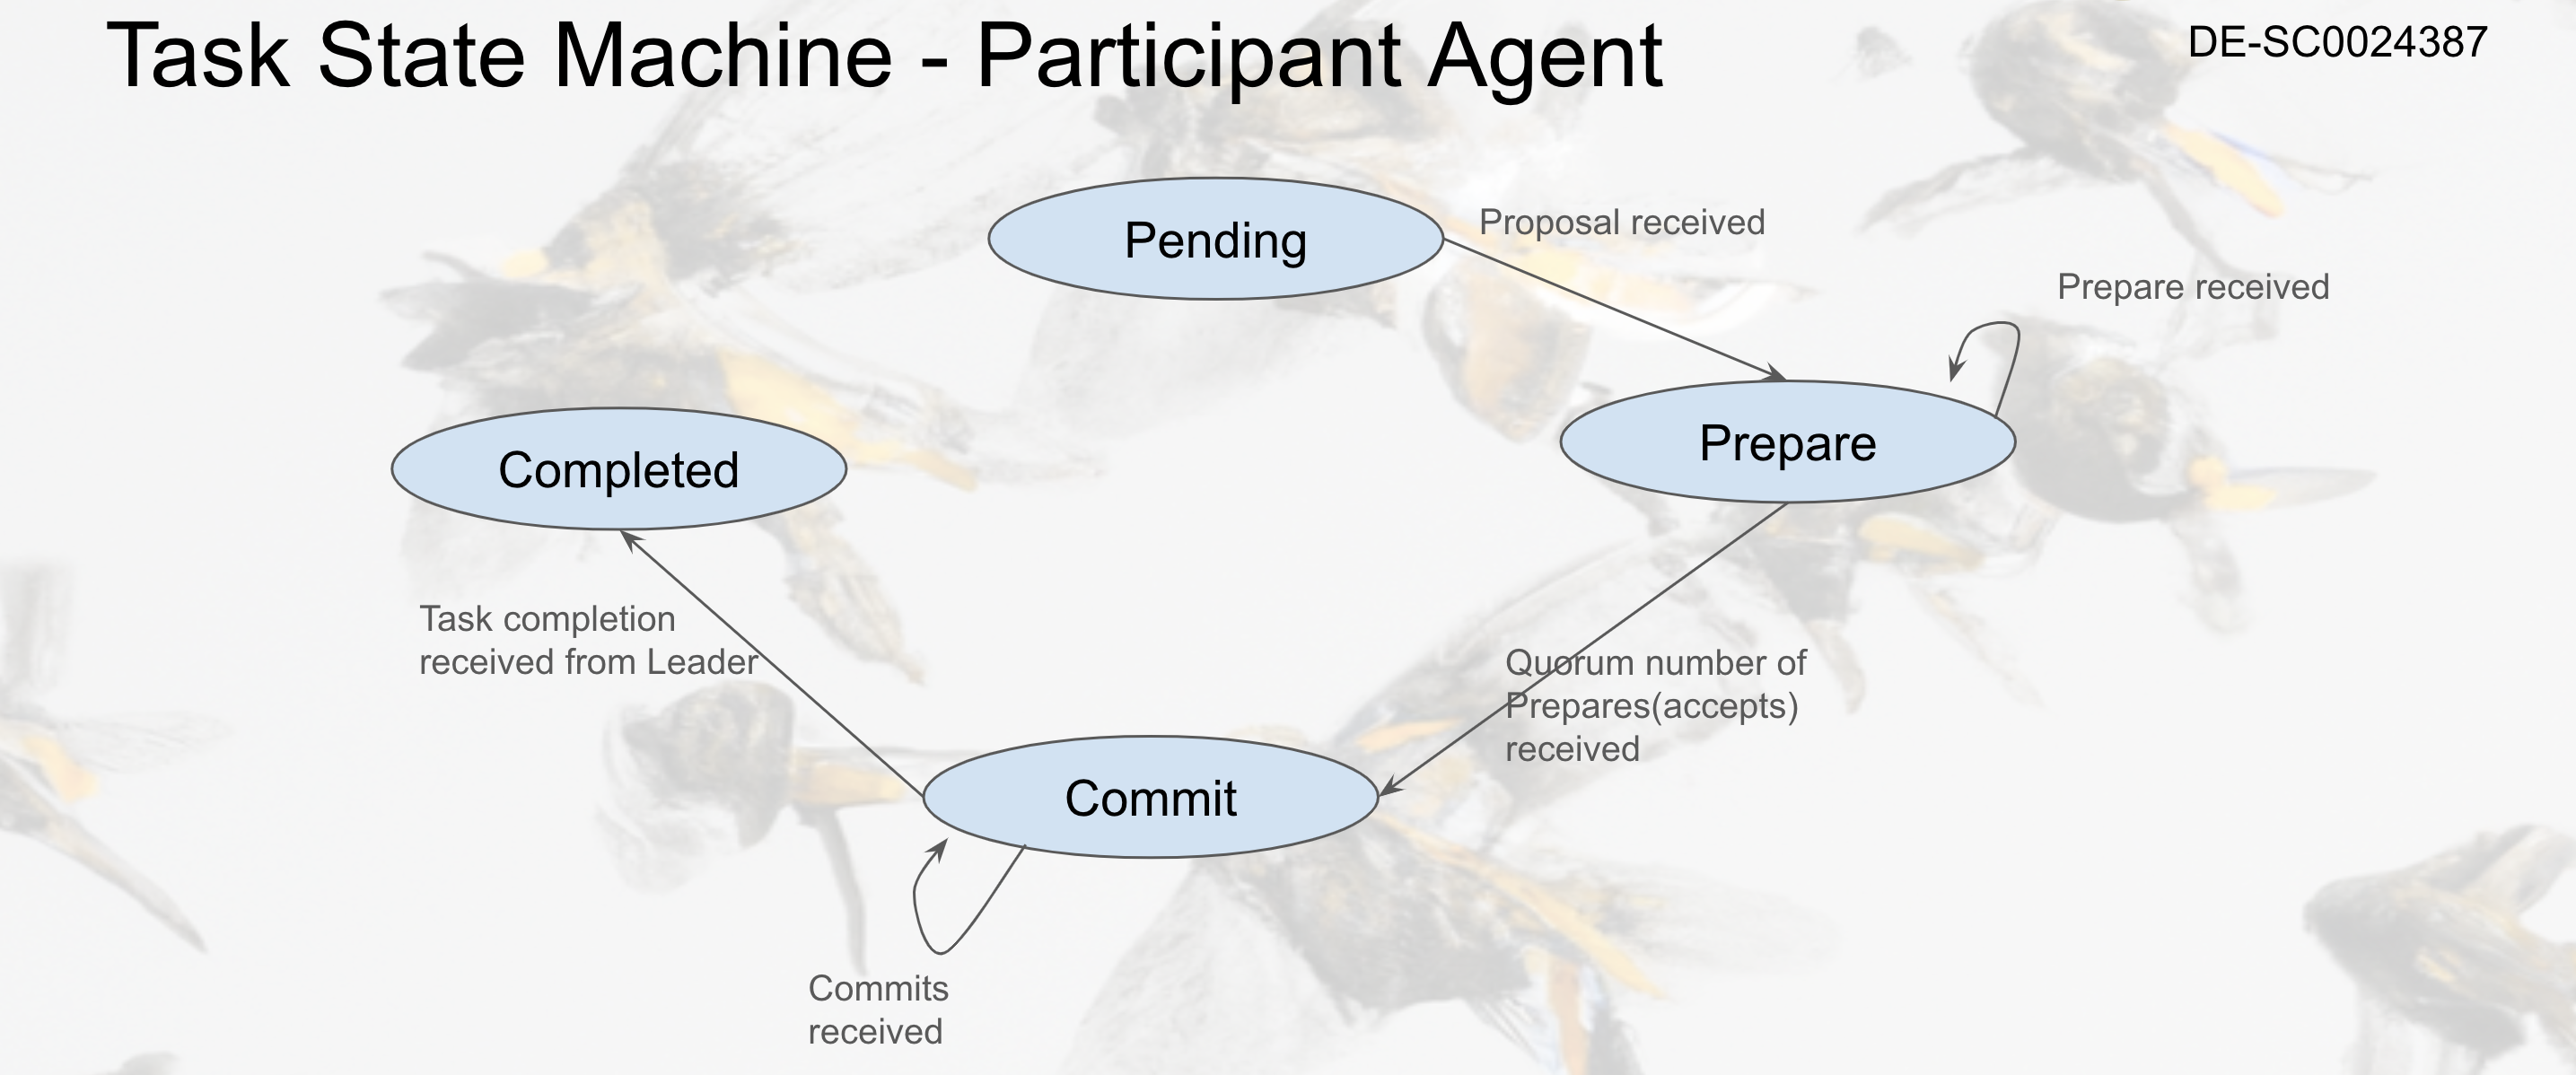 Task State Machine - Participant Agent
DE-SC0024387
Pending
Proposal received
Prepare received
Prepare
Completed
Task completion
received from Leader
Quorum number of
Prepares(accepts)
received
Commit
Commits
received